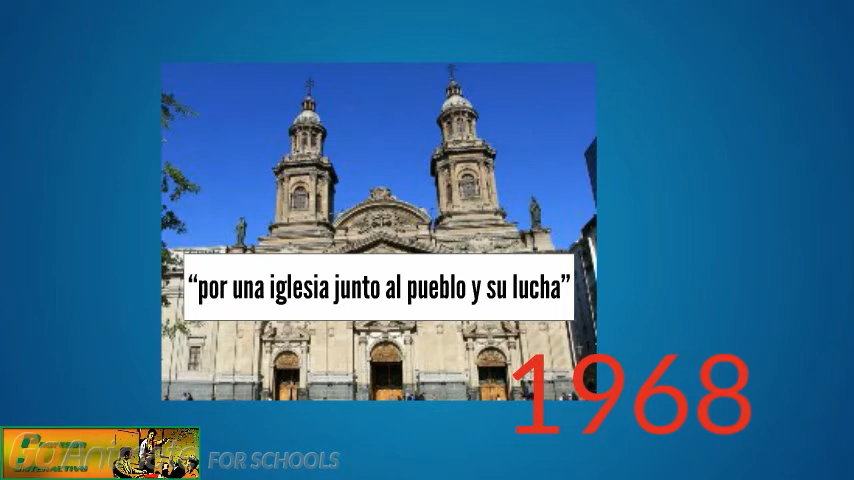 “por una iglesia junto al pueblo y su lucha”
1968
FOR SCHOOLS